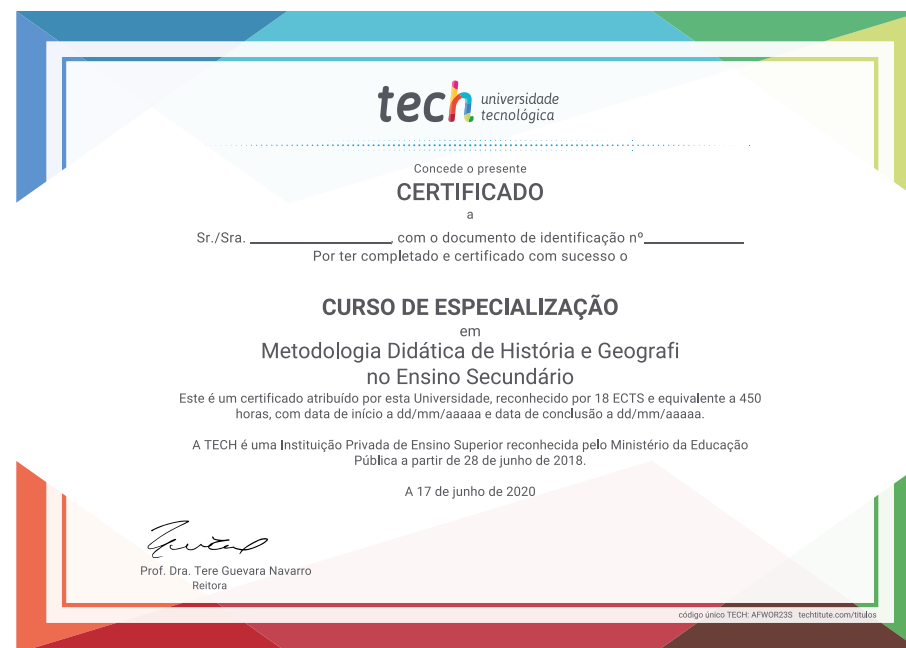 tech universidade
tecnológica
Concede o presente
CERTIFICADO
a
Sr./Sra. ____________________, com o documento de identificação nº______________
Por ter completado e certificado com sucesso o
CURSO DE ESPECIALIZAÇÃO
em
Metodologia Didática de História e Geografi
no Ensino Secundário
Este é um certificado atribuído por esta Universidade, reconhecido por 18 ECTS e equivalente a 450
horas, com data de início a dd/mm/aaaaa e data de conclusão a dd/mm/aaaaa.
A TECH é uma Instituição Privada de Ensino Superior reconhecida pelo Ministério da Educação
Pública a partir de 28 de junho de 2018.
A 17 de junho de 2020
Prof. Dra. Tere Guevara Navarro
Reitora
código único TECH: AFWOR23S techtitute.com/titulos